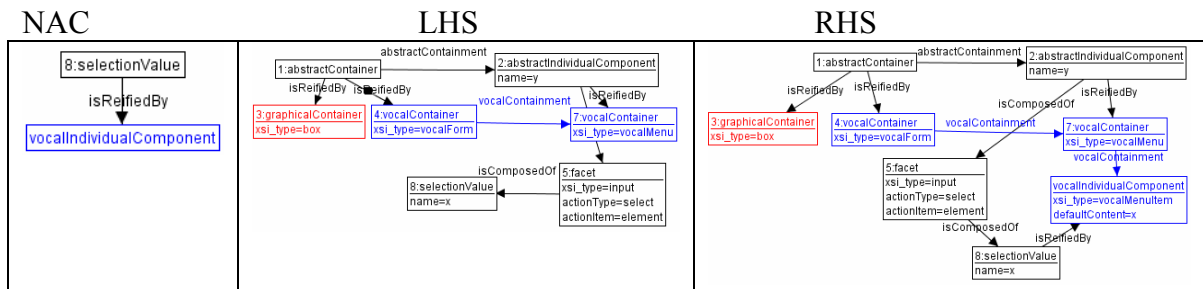 NAC
LHS
RHS
8:selectionValue
isReifiedBy
vocalIndividualComponent
abstractContainment
1:abstractContainer
2:abstractIndividualComponent
name=y
isReifiedBy
isReifiedBy
isReifiedBy
vocalContainment
3:graphicalContainer
xsi_type=box
4:vocalContainer
xsi_type=vocalForm
7:vocalContainer
xsi_type=vocalMenu
isComposedOf
5:facet
xsi_type=input
actionType=select
actionItem=element
8:selectionValue
name=x
abstractContainment
1:abstractContainer
2:abstractIndividualComponent
name=y
isReifiedBy
isReifiedBy
isComposedOf
isReifiedBy
3:graphicalContainer
xsi_type=box
4:vocalContainer
xsi_type=vocalForm
vocalContainment
7:vocalContainer
xsi_type=vocalMenu
vocalContainment
5:facet
xsi_type=input
actionType=select
actionItem=element
vocalIndividualComponent
xsi_type=vocalMenuItem
defaultContent=x
isComposedOf
isReifiedBy
8:selectionValue
name=x